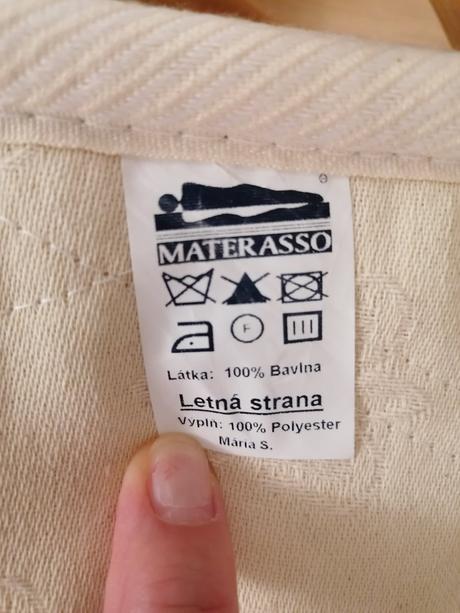 ®
MATERASSO
F
Látka: 100% Bavlna
Letná strana
Vyplň: 100% Polyester
Mária S.